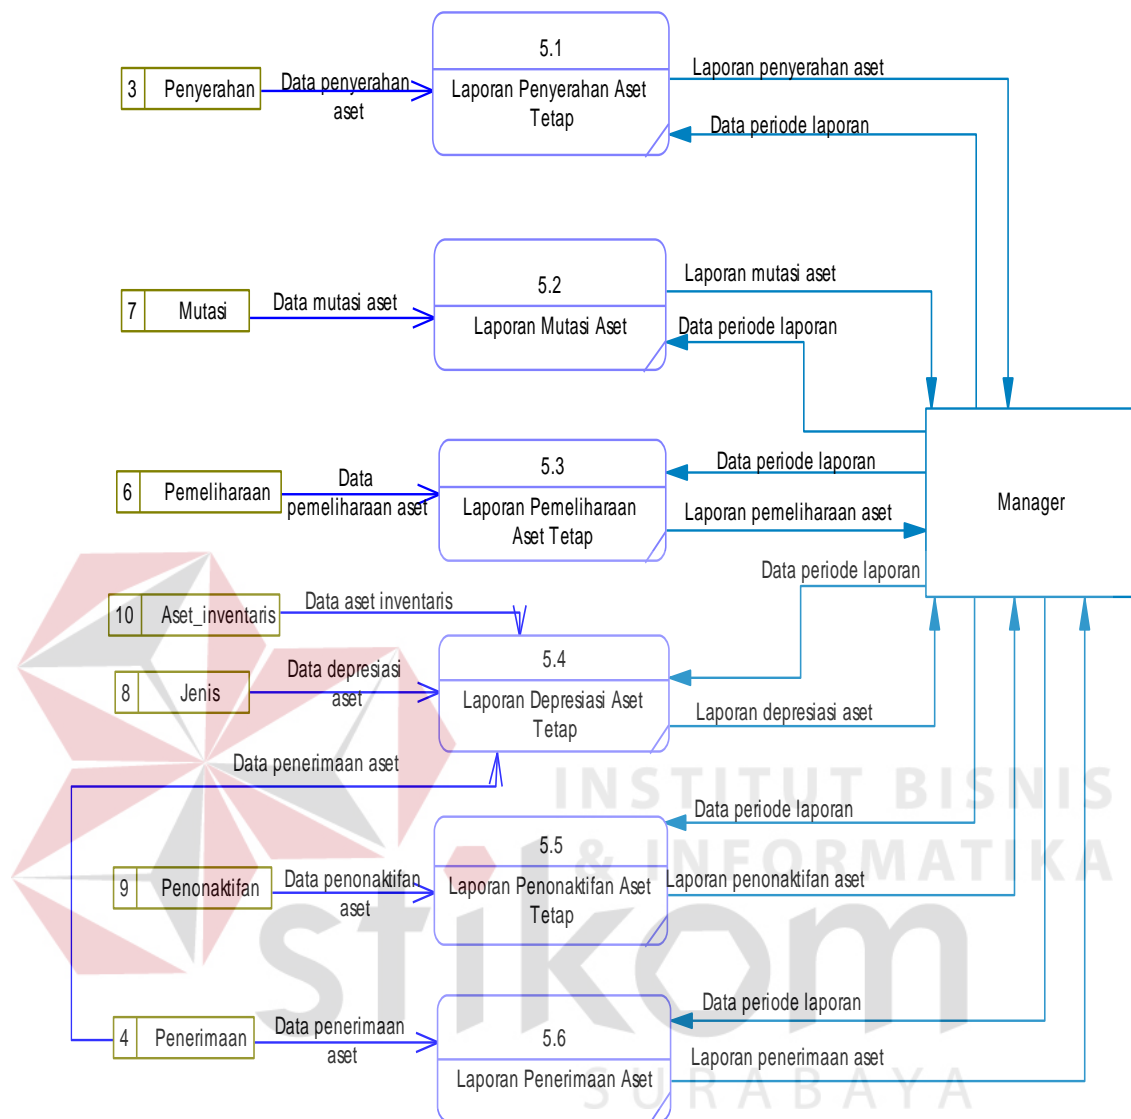 5.1
Laporan Penyerahan Aset
Tetap
3 Penyerahan
Data penyerahan
aset
Laporan penyerahan aset
Data periode laporan
5.2
Laporan Mutasi Aset
7 Mutasi
Data mutasi aset
Laporan mutasi aset
Data periode laporan
5.3
Laporan Pemeliharaan
Aset Tetap
6 Pemeliharaan
Data
pemeliharaan aset
Data periode laporan
Laporan pemeliharaan aset
Manager
10 Aset_inventaris
Data aset inventaris
Data periode laporan
8 Jenis
Data depresiasi
aset
5.4
Laporan Depresiasi Aset
Tetap
Laporan depresiasi aset
Data penerimaan aset
INSTITUT BISNIS
& INFORMATIKA
Data periode laporan
5.5
Laporan Penonaktifan Aset
Tetap
9 Penonaktifan
Data penonaktifan
aset
Laporan penonaktifan aset
stikom
Data periode laporan
4 Penerimaan
Data penerimaan
aset
5.6
Laporan Penerimaan Aset
Laporan penerimaan aset
SURABAYA